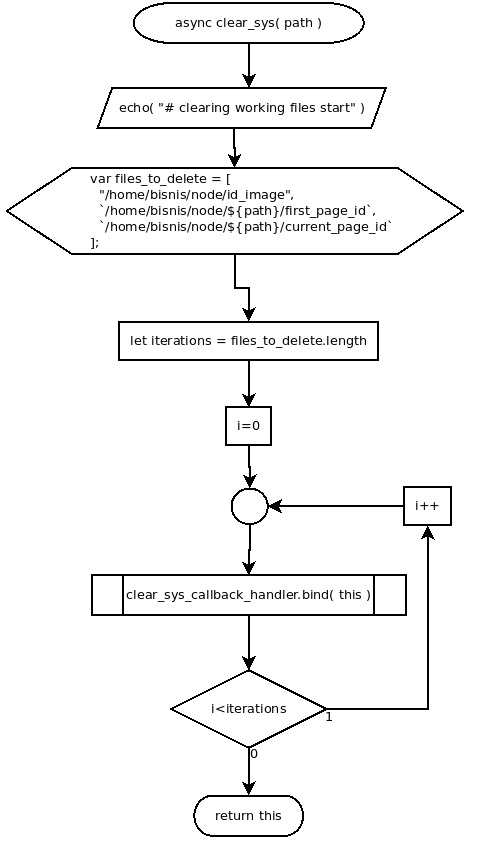 async clear_sys( path )
echo( "# clearing working files start" )
var files_to_delete = [
"/home/bisnis/node/id_image",
`/home/bisnis/node/${path}/first_page_id`,
`/home/bisnis/node/${path}/current_page_id`
];
let iterations = files_to_delete.length
i=0
i++
clear_sys_callback_handler.bind( this )
i<iterations
1
0
return this